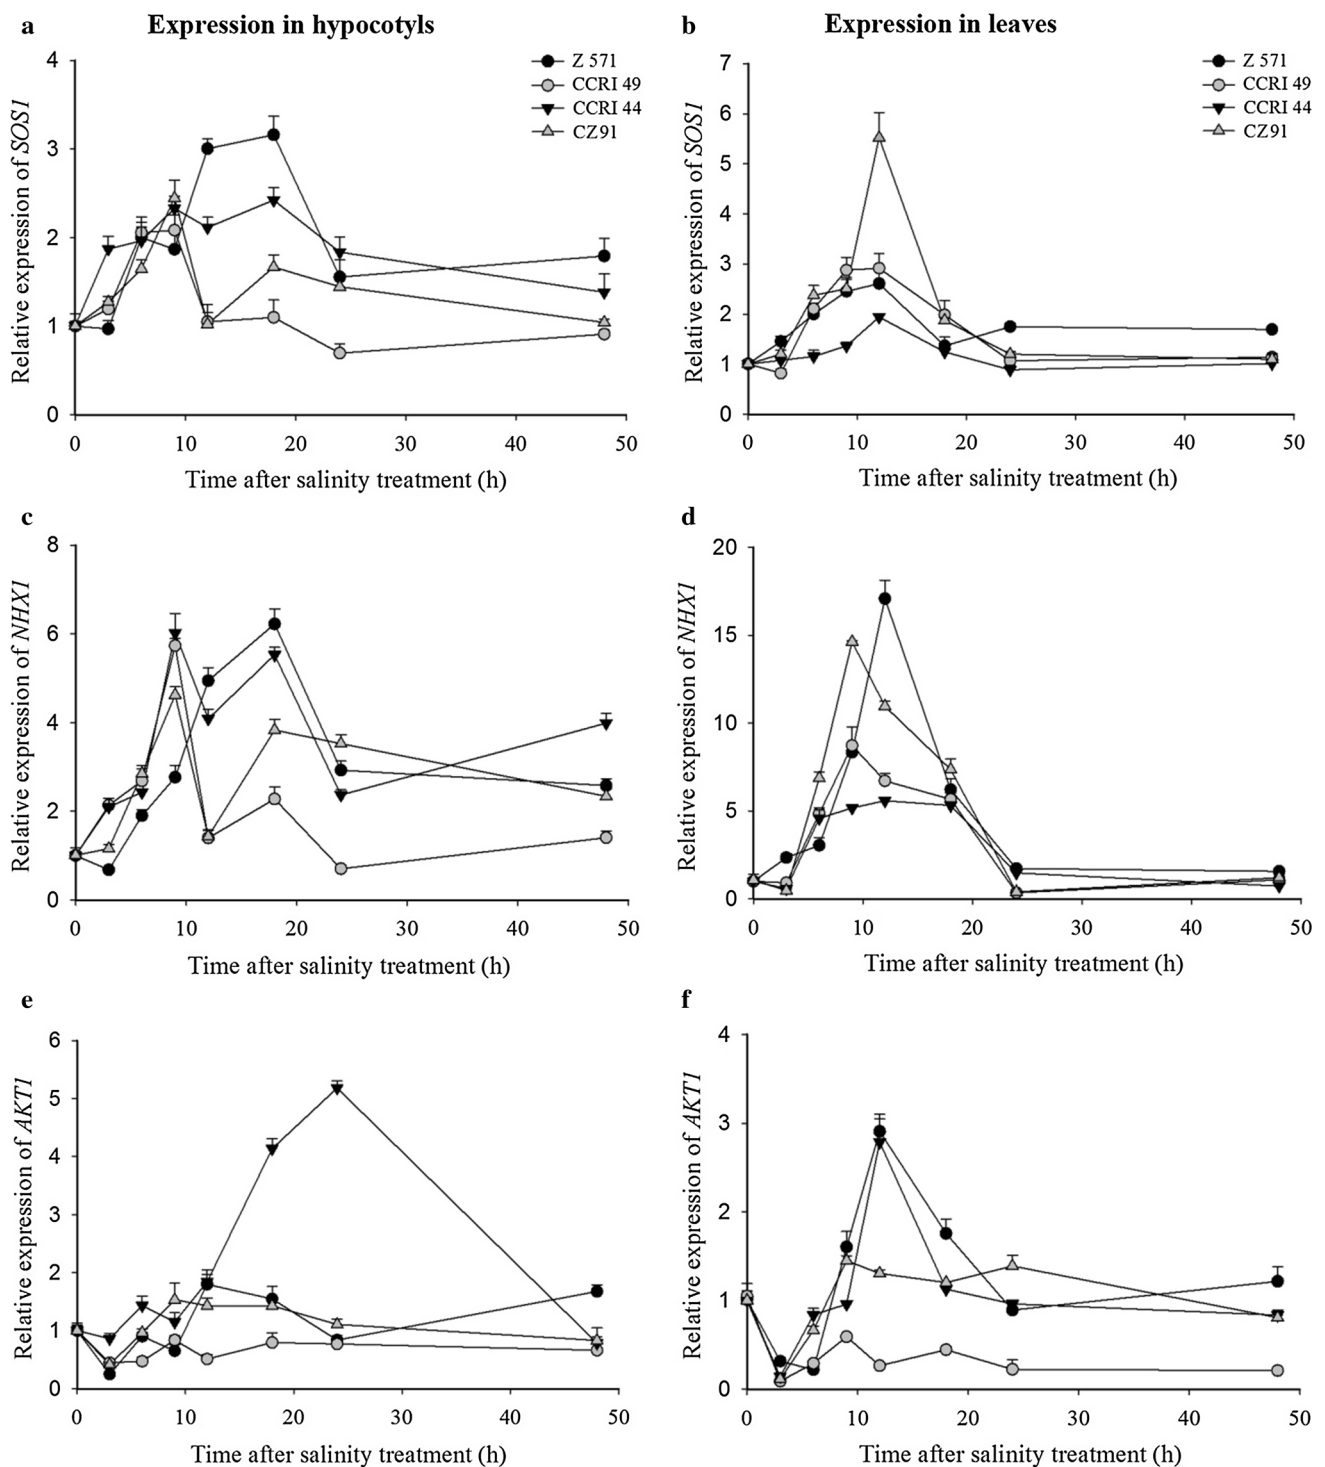 a Expression in hypocotyls
Relative expression of SOS1
4
3
2
1
0
Z 571
CCRI 49
CCRI 44
CZ91
0 10 20 30 40 50
Time after salinity treatment (h)
b Expression in leaves
Relative expression of SOS1
7
6
5
4
3
2
1
0
Z 571
CCRI 49
CCRI 44
CZ91
0 10 20 30 40 50
Time after salinity treatment (h)
c
Relative expression of NHX1
8
6
4
2
0
0 10 20 30 40 50
Time after salinity treatment (h)
d
Relative expression of NHX1
20
15
10
5
0
0 10 20 30 40 50
Time after salinity treatment (h)
e
Relative expression of AKT1
6
5
4
3
2
1
0
0 10 20 30 40 50
Time after salinity treatment (h)
f
Relative expression of AKT1
4
3
2
1
0
0 10 20 30 40 50
Time after salinity treatment (h)